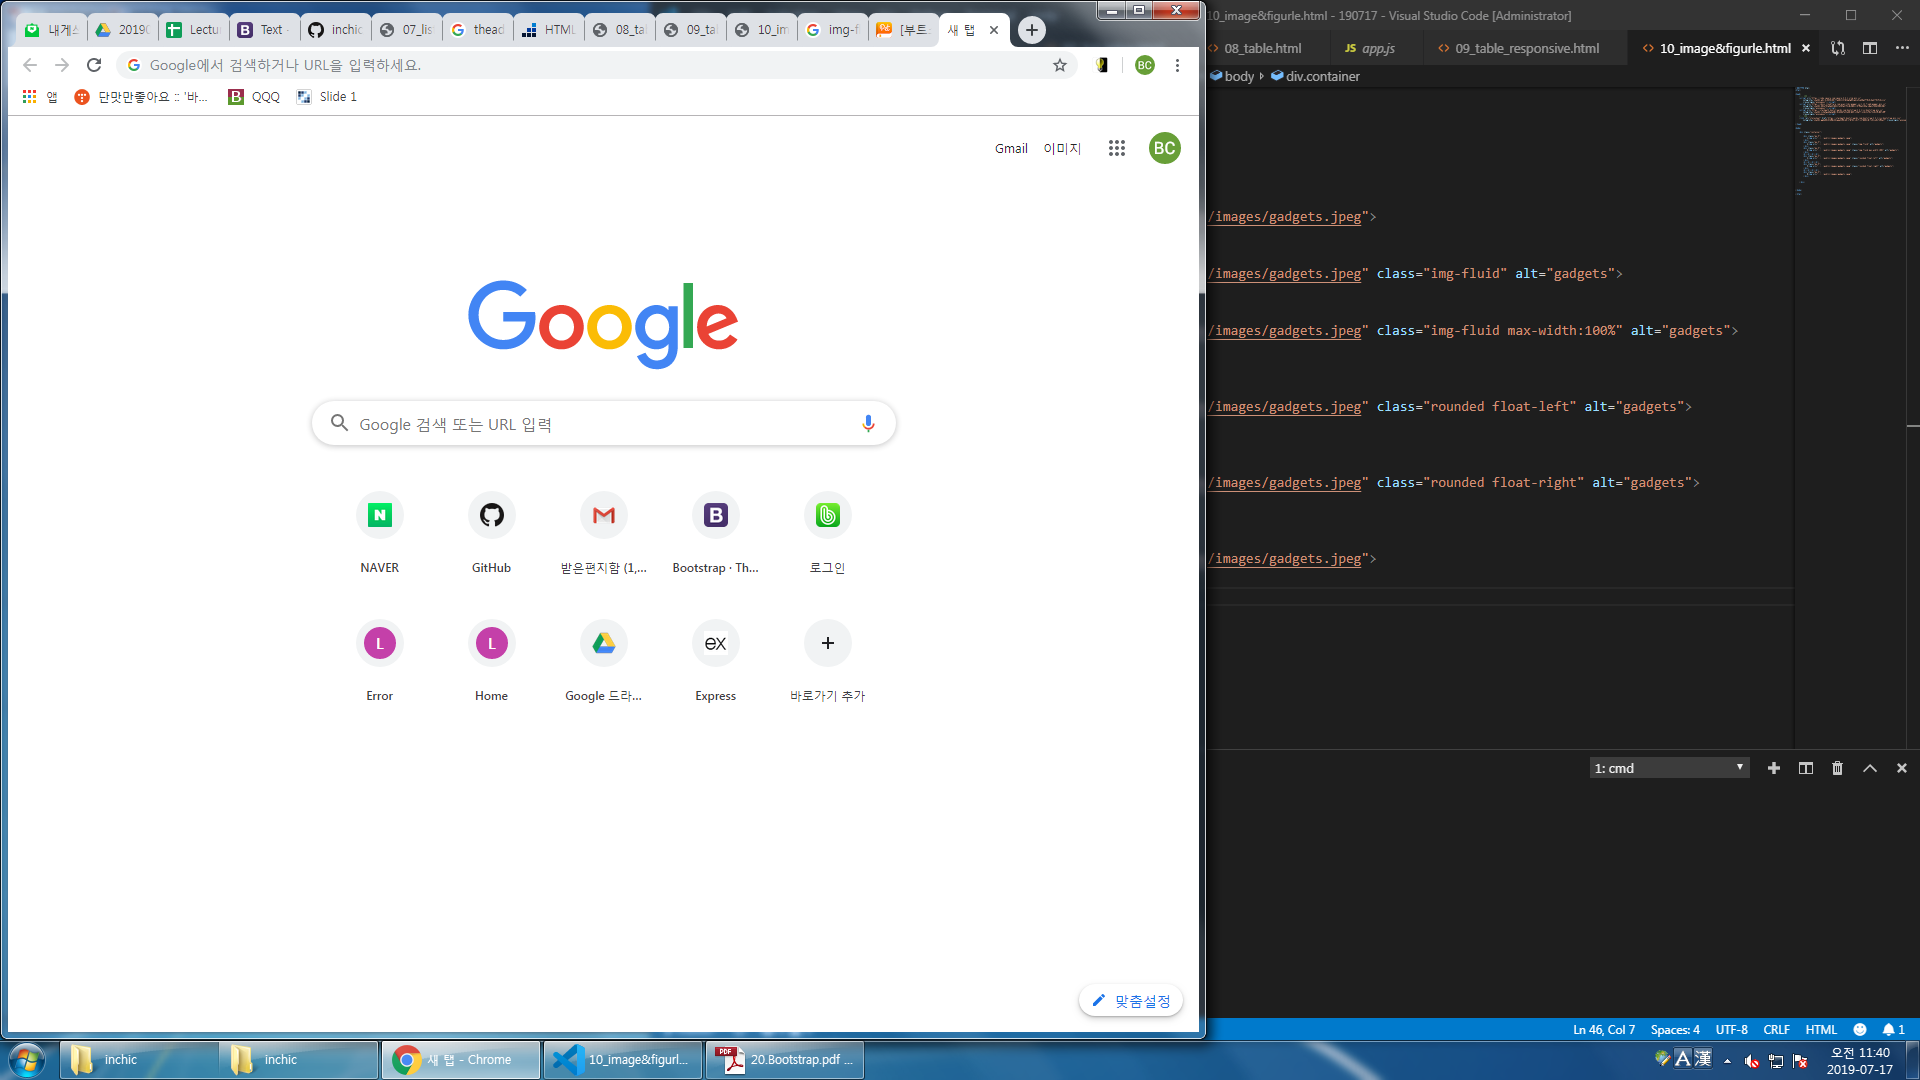 내게
2019
Lectu
Text
inchic
07_lis
thead
HTML
08_ta
09_ta
10_im
img-f
[부트
새 탭
Google에서 검색하거나 URL을 입력하세요.
BC
앱
단맛만좋아요 :: '바...
QQQ
Slide 1
Gmail
이미지
BC
Google
Google 검색 또는 URL 입력
NAVER
GitHub
받은편지함 (1,...
Bootstrap · Th...
로그인
L
L
ex
Error
Home
Google 드라...
Express
바로가기 추가
맞춤설정
10_image&figurle.html - 190717 - Visual Studio Code [Administrator]
08_table.html
JS app.js
09_table_responsive.html
10_image&figurle.html
body
div.container
/images/gadgets.jpeg">
/images/gadgets.jpeg" class="img-fluid" alt="gadgets">
/images/gadgets.jpeg" class="img-fluid max-width:100%" alt="gadgets">
/images/gadgets.jpeg" class="rounded float-left" alt="gadgets">
/images/gadgets.jpeg" class="rounded float-right" alt="gadgets">
/images/gadgets.jpeg">
1: cmd
Ln 46, Col 7
Spaces: 4
UTF-8
CRLF
HTML
1
inchic
inchic
새 탭 - Chrome
10_image&figurl...
PDF
20.Bootstrap.pdf ...
A 漢
오전 11:40
2019-07-17